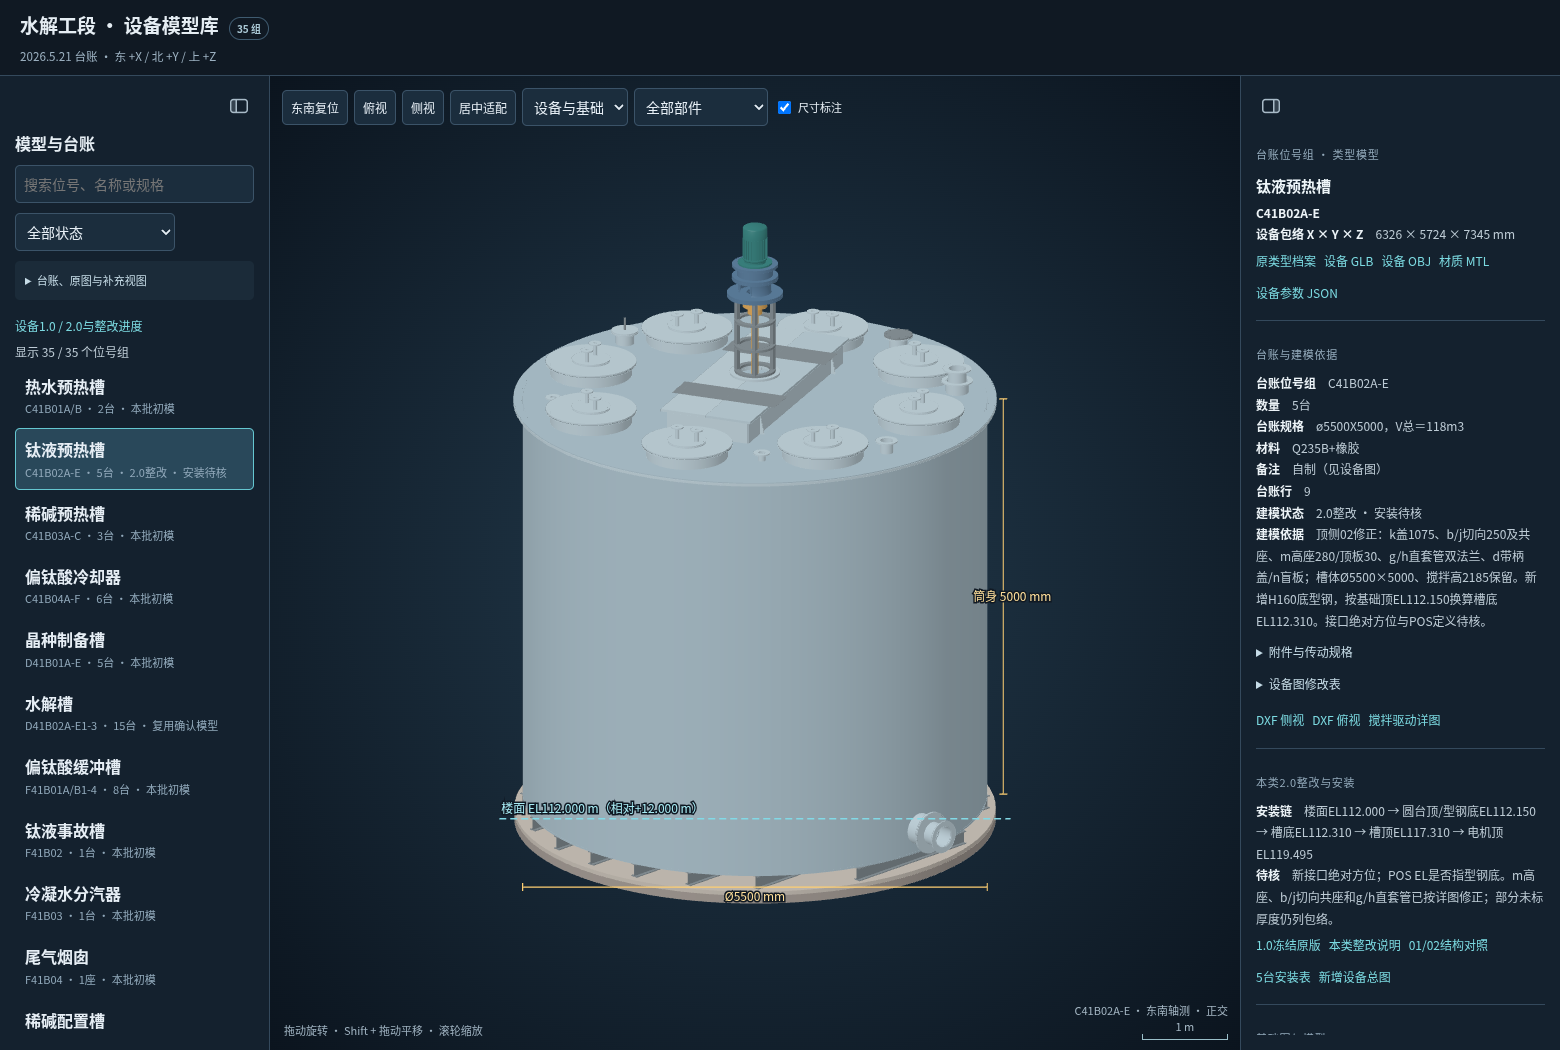 水解工段 · 设备模型库 35 组
2026.5.21 台账 · 东 +X / 北 +Y / 上 +Z
模型与台账
搜索位号、名称或规格
全部状态
▶ 台账、原图与补充视图
设备1.0 / 2.0与整改进度
显示 35 / 35 个位号组
热水预热槽
C41B01A/B · 2台 · 本批初模
钛液预热槽
C41B02A-E · 5台 · 2.0整改 · 安装待核
稀碱预热槽
C41B03A-C · 3台 · 本批初模
偏钛酸冷却器
C41B04A-F · 6台 · 本批初模
晶种制备槽
D41B01A-E · 5台 · 本批初模
水解槽
D41B02A-E1-3 · 15台 · 复用确认模型
偏钛酸缓冲槽
F41B01A/B1-4 · 8台 · 本批初模
钛液事故槽
F41B02 · 1台 · 本批初模
冷凝水分汽器
F41B03 · 1台 · 本批初模
尾气烟囱
F41B04 · 1座 · 本批初模
稀碱配置槽
东南复位 俯视 侧视 居中适配 设备与基础 全部部件 尺寸标注
筒身 5000 mm
楼面 EL112.000 m（相对+12.000 m）
Ø5500 mm
拖动旋转 · Shift + 拖动平移 · 滚轮缩放
C41B02A-E · 东南轴测 · 正交
1 m
台账位号组 · 类型模型
钛液预热槽
C41B02A-E
设备包络 X × Y × Z 6326 × 5724 × 7345 mm
原类型档案 设备 GLB 设备 OBJ 材质 MTL
设备参数 JSON
台账与建模依据
台账位号组 C41B02A-E
数量 5台
台账规格 ø5500X5000，V总＝118m3
材料 Q235B+橡胶
备注 自制（见设备图）
台账行 9
建模状态 2.0整改 · 安装待核
建模依据 顶侧02修正：k盖1075、b/j切向250及共
座、m高座280/顶板30、g/h直套管双法兰、d带柄
盖/n盲板；槽体Ø5500×5000、搅拌高2185保留。新
增H160底型钢，按基础顶EL112.150换算槽底
EL112.310。接口绝对方位与POS定义待核。
▶ 附件与传动规格
▶ 设备图修改表
DXF 侧视 DXF 俯视 搅拌驱动详图
本类2.0整改与安装
安装链 楼面EL112.000 → 圆台顶/型钢底EL112.150
→ 槽底EL112.310 → 槽顶EL117.310 → 电机顶
EL119.495
待核 新接口绝对方位；POS EL是否指型钢底。m高
座、b/j切向共座和g/h直套管已按详图修正；部分未标
厚度仍列包络。
1.0冻结原版 本类整改说明 01/02结构对照
5台安装表 新增设备总图